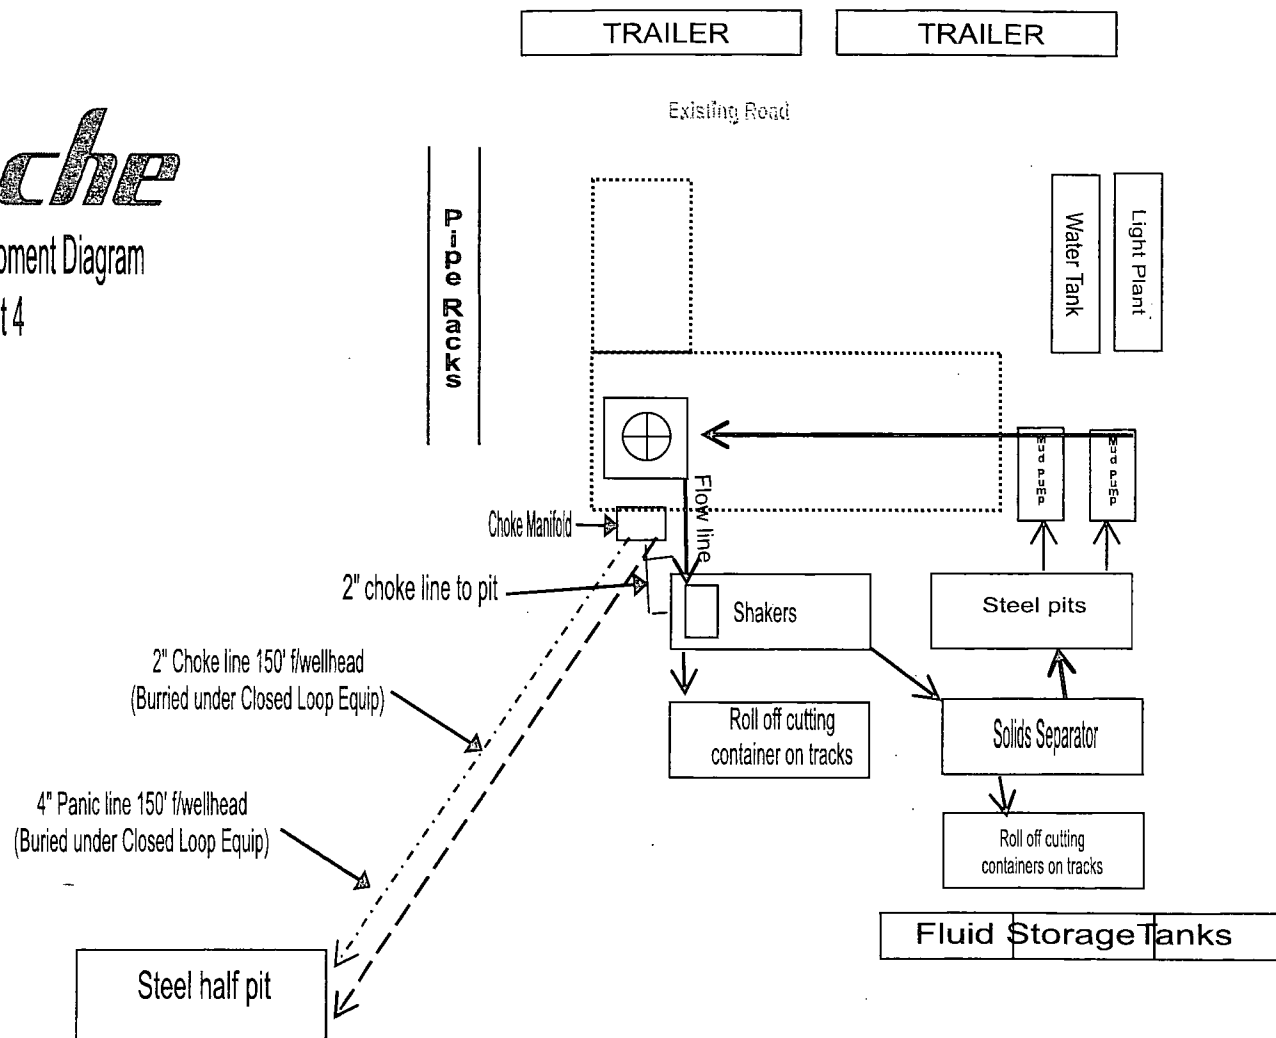 TRAILER
TRAILER
Existing Road
che
pment Diagram
t 4
Pipe Racks
Water Tank
Light Plant
Mud Pump
Mud Pump
Flow line
Choke Manifold
2" choke line to pit
Shakers
Steel pits
2" Choke line 150' f/wellhead
(Burried under Closed Loop Equip)
Roll off cutting
container on tracks
Solids Separator
4" Panic line 150' f/wellhead
(Buried under Closed Loop Equip)
Roll off cutting
containers on tracks
Fluid StorageTanks
Steel half pit